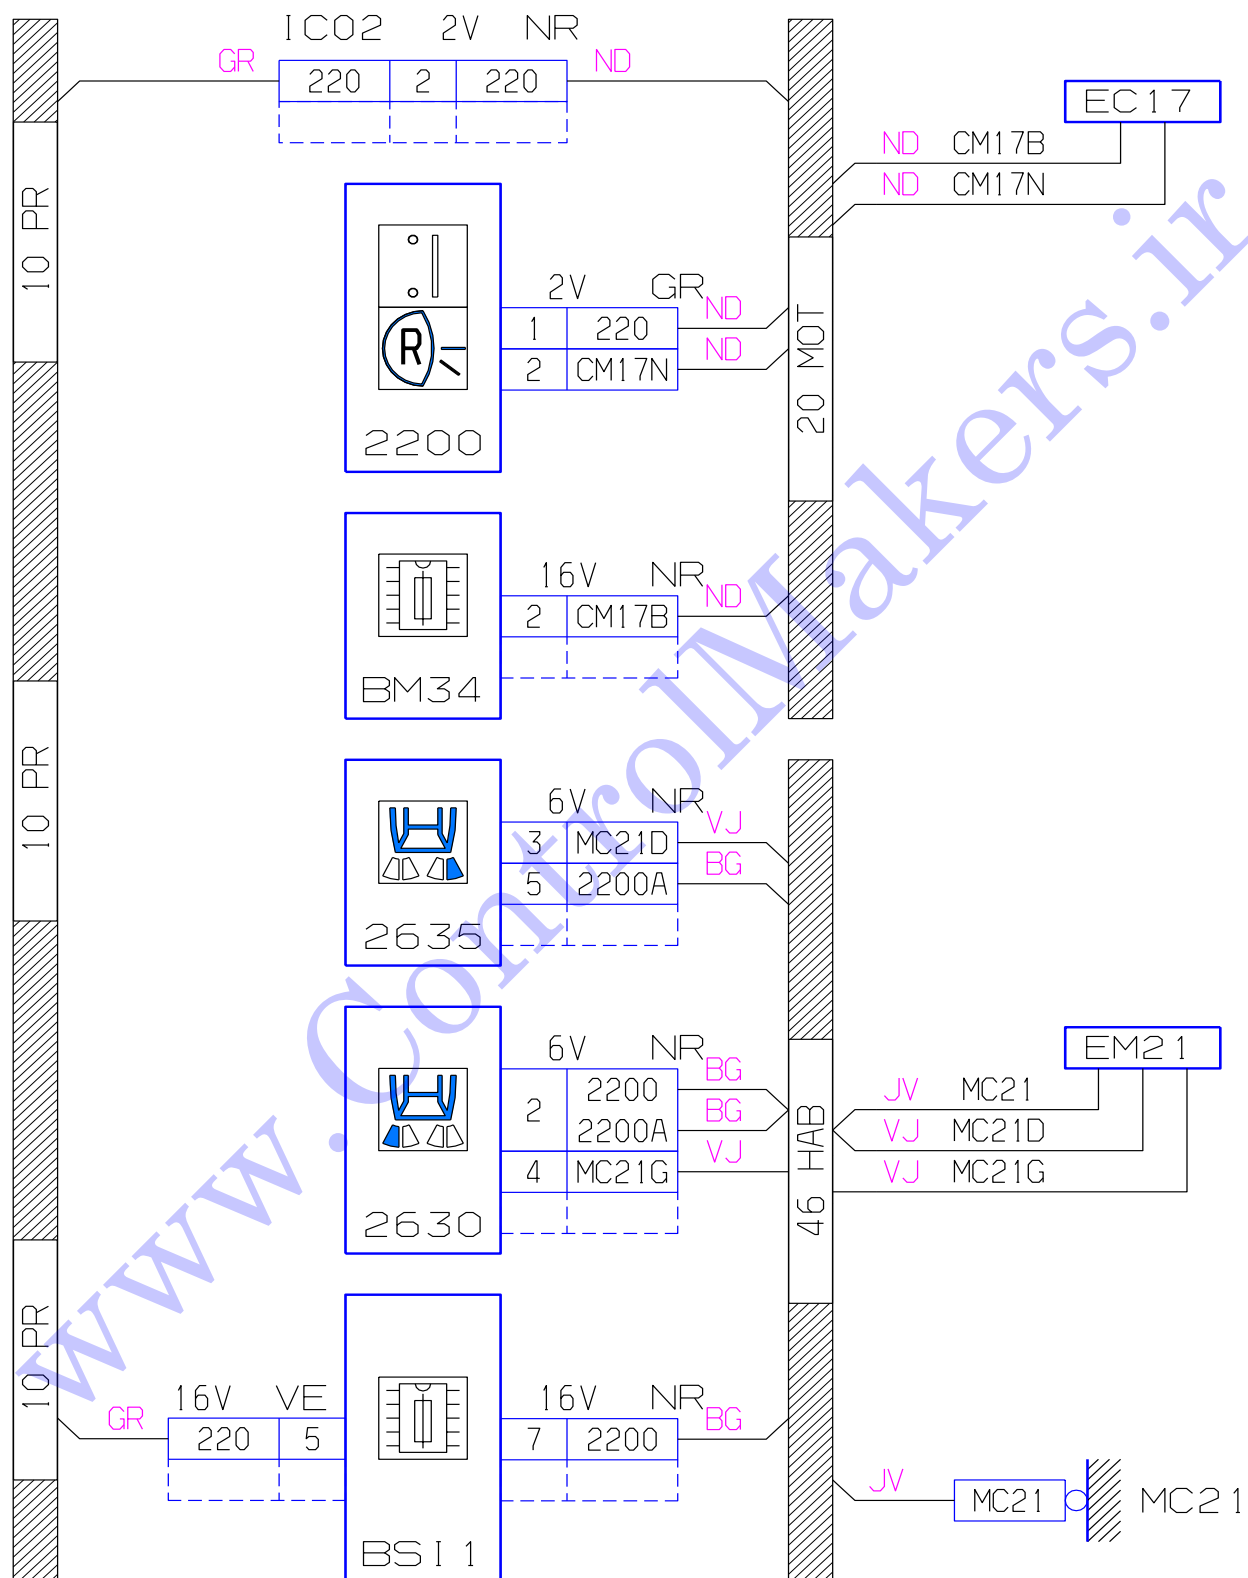 IC02 2V NR
GR 220 2 220 ND
EC17
ND CM17B
ND CM17N
10 PR
20 MOT
2V GR
1 220 ND
2 CM17N ND
2200
16V NR
2 CM17B ND
BM34
10 PR
6V NR
3 MC21D VJ
5 2200A BG
2635
6V NR
2 2200 BG
2200A BG
4 MC21G VJ
2630
46 HAB
EM21
JV MC21
VJ MC21D
VJ MC21G
10 PR
16V VE
GR 220 5
16V NR
7 2200 BG
BSI1
JV MC21 MC21
R
www.ControlMakers.ir